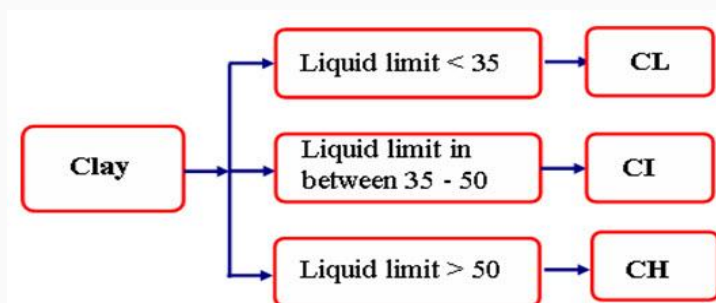 Clay
Liquid limit < 35
CL
Liquid limit in
between 35 - 50
CI
Liquid limit > 50
CH